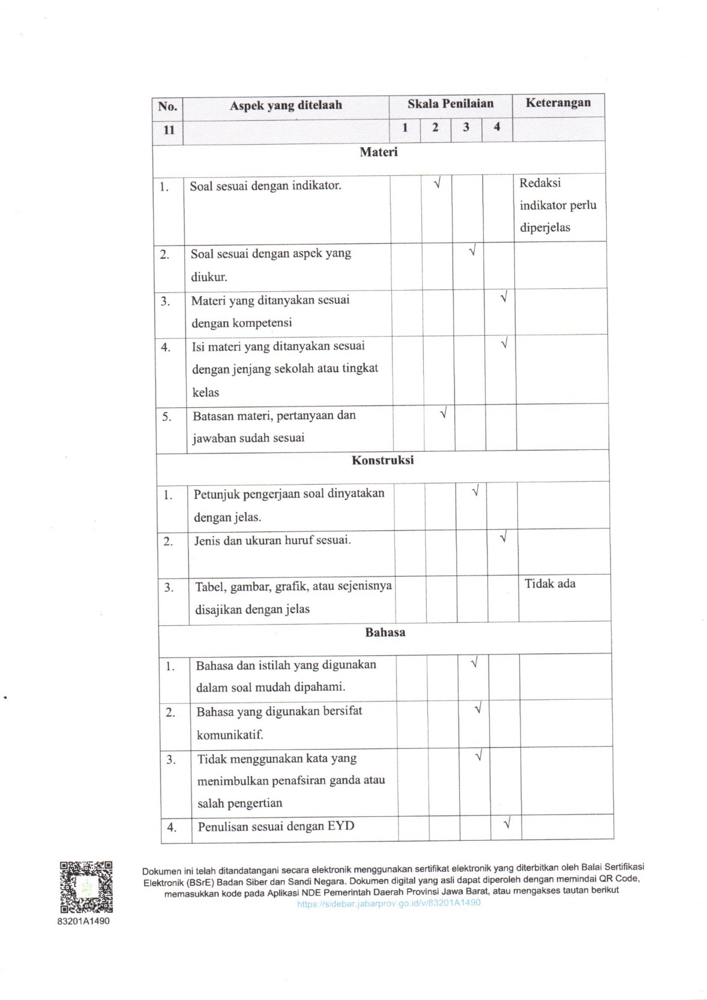 No. Aspek yang ditelaah Skala Penilaian Keterangan
11 1 2 3 4
Materi
1. Soal sesuai dengan indikator. √ Redaksi
indikator perlu
diperjelas
2. Soal sesuai dengan aspek yang √
diukur.
3. Materi yang ditanyakan sesuai √
dengan kompetensi
4. Isi materi yang ditanyakan sesuai √
dengan jenjang sekolah atau tingkat
kelas
5. Batasan materi, pertanyaan dan √
jawaban sudah sesuai
Konstruksi
1. Petunjuk pengerjaan soal dinyatakan √
dengan jelas.
2. Jenis dan ukuran huruf sesuai. √
3. Tabel, gambar, grafik, atau sejenisnya Tidak ada
disajikan dengan jelas
Bahasa
1. Bahasa dan istilah yang digunakan √
dalam soal mudah dipahami.
2. Bahasa yang digunakan bersifat √
komunikatif.
3. Tidak menggunakan kata yang √
menimbulkan penafsiran ganda atau
salah pengertian
4. Penulisan sesuai dengan EYD √
Dokumen ini telah ditandatangani secara elektronik menggunakan sertifikat elektronik yang diterbitkan oleh Balai Sertifikasi
Elektronik (BSrE) Badan Siber dan Sandi Negara. Dokumen digital yang asli dapat diperoleh dengan memindai QR Code,
memasukkan kode pada Aplikasi NDE Pemerintah Daerah Provinsi Jawa Barat, atau mengakses tautan berikut
https://sidebar.jabarprov.go.id/v/83201A1490
83201A1490